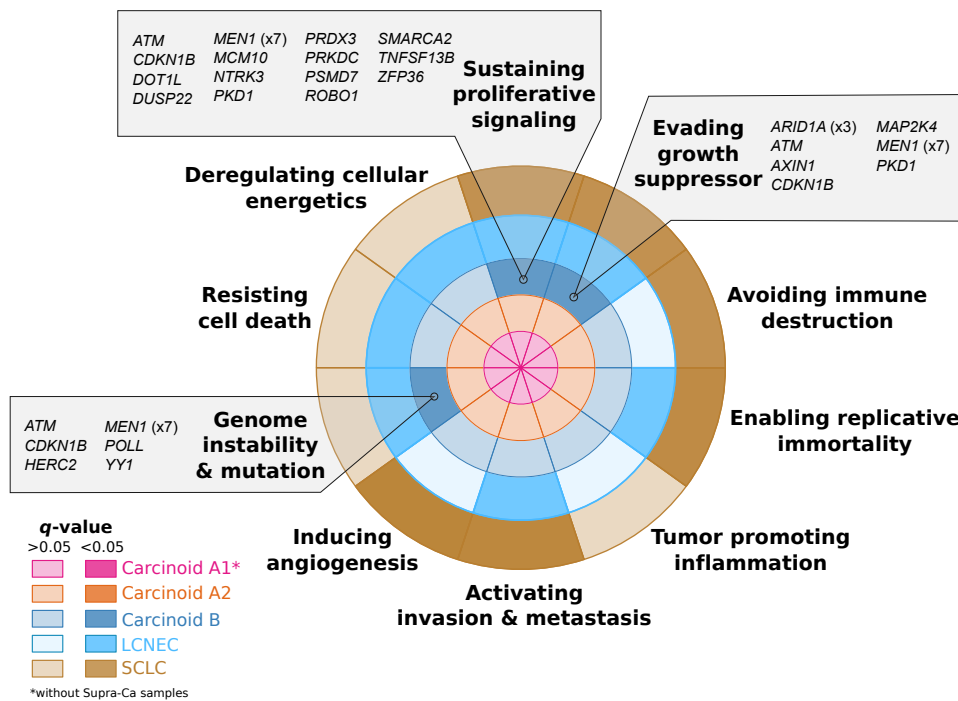 ATM MEN1 (x7) PRDX3 SMARCA2
CDKN1B MCM10 PRKDC TNFSF13B
DOT1L NTRK3 PSMD7 ZFP36
DUSP22 PKD1 ROBO1
Sustaining
proliferative
signaling
Evading
growth
suppressor
ARID1A (x3) MAP2K4
ATM MEN1 (x7)
AXIN1 PKD1
CDKN1B
Deregulating cellular
energetics
Resisting
cell death
Avoiding immune
destruction
Enabling replicative
immortality
ATM MEN1 (x7)
CDKN1B POLL
HERC2 YY1
Genome
instability
& mutation
Inducing
angiogenesis
Activating
invasion & metastasis
Tumor promoting
inflammation
q-value
>0.05 <0.05
Carcinoid A1*
Carcinoid A2
Carcinoid B
LCNEC
SCLC
*without Supra-Ca samples